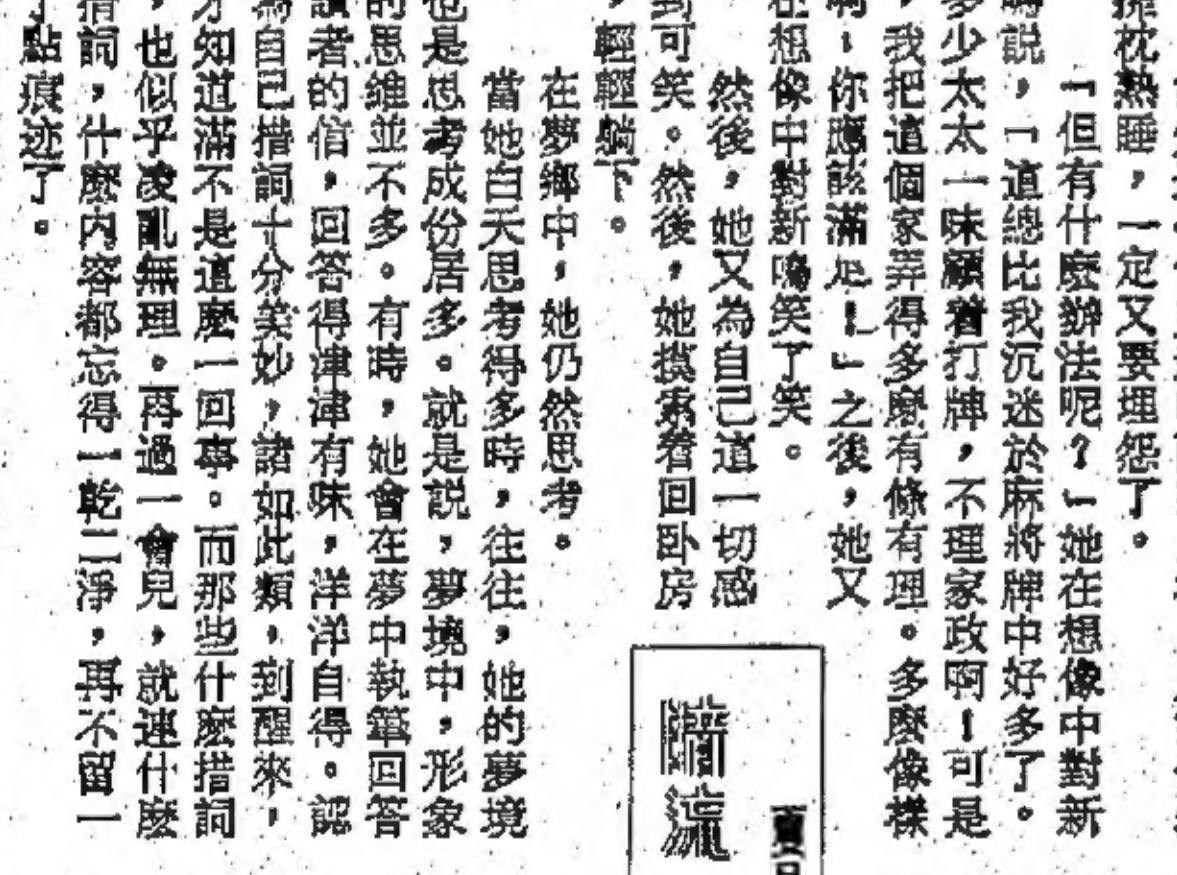 擁枕熟睡，一定又要埋怨了。
「但有什麼辦法呢？」她在想像中對新
鳴説，「這總比我沉迷於麻將牌中好多了。
多少太太一味顧着打牌，不理家政啊！可是
，我把這個家弄得多麼有條有理。多麼像樣
啊！你應該滿足！」之後，她又
在想像中對新鳴笑了笑。
然後，她又為自己這一切感
到可笑。然後，她摸索着回卧房
，輕輕躺下。
在夢鄉中，她仍然思考。
當她白天思考得多時，往往，她的夢境
也是思考成份居多。就是説，夢境中，形象
的思維並不多。有時，她會在夢中執筆回答
讀者的信，回答得津津有味，洋洋自得。認
為自己措詞十分美妙，諸如此類，到醒來，
才知道滿不是這麼一回事。而那些什麼措詞
，也似乎凌亂無理。再過一會兒，就連什麼
措詞，什麼内容都忘得一乾二淨，再不留一
了點痕迹了。
暗流
夏